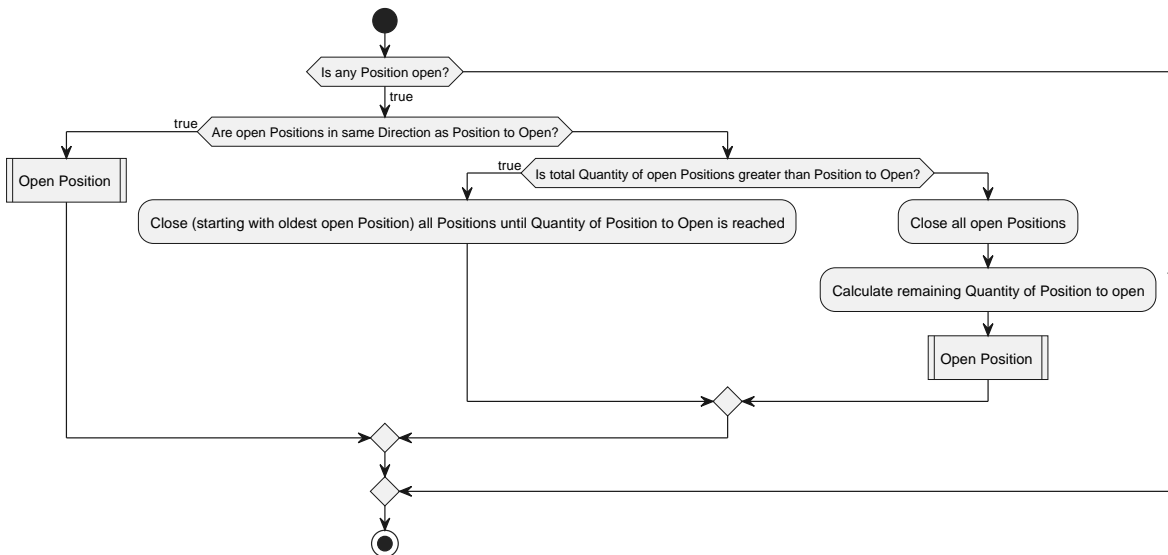 Is any Position open?
true
true
Are open Positions in same Direction as Position to Open?
Open Position
true
Is total Quantity of open Positions greater than Position to Open?
Close (starting with oldest open Position) all Positions until Quantity of Position to Open is reached
Close all open Positions
Calculate remaining Quantity of Position to open
Open Position